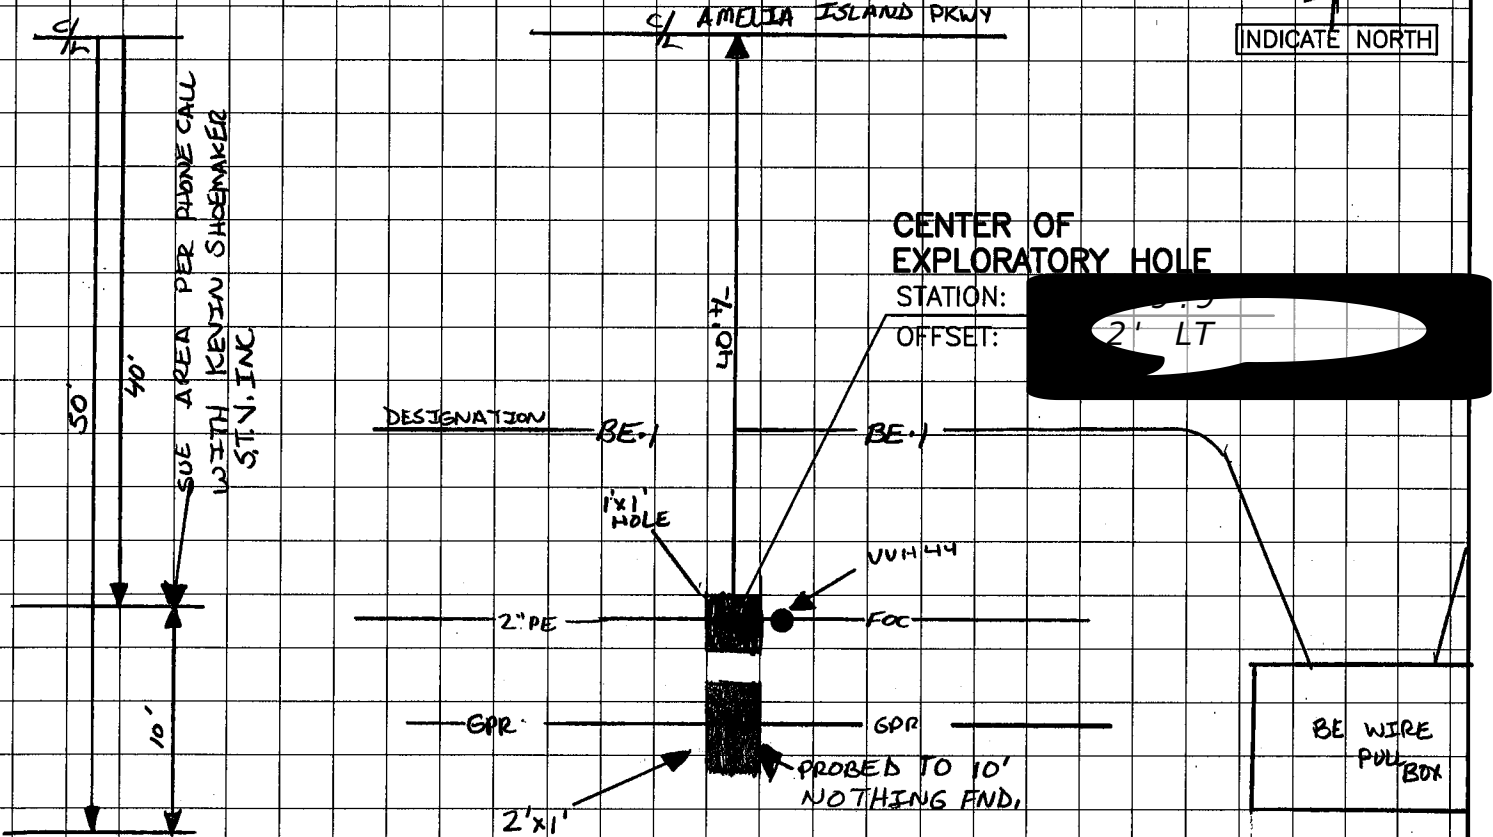 C/L
C/L AMELIA ISLAND PKWY
INDICATE NORTH
SUE AREA PER PHONE CALL
WITH KEVIN SHOEMAKER
S.T.V. INC
50'
40'
40' +/-
CENTER OF
EXPLORATORY HOLE
STATION:
OFFSET: 2' LT
DESIGNATION
BE-1
BE-1
1'x1'
HOLE
VVH 44
2" PE
FOC
10'
GPR
GPR
BE WIRE
PULL
BOX
PROBED TO 10'
NOTHING FND.
2'x1'